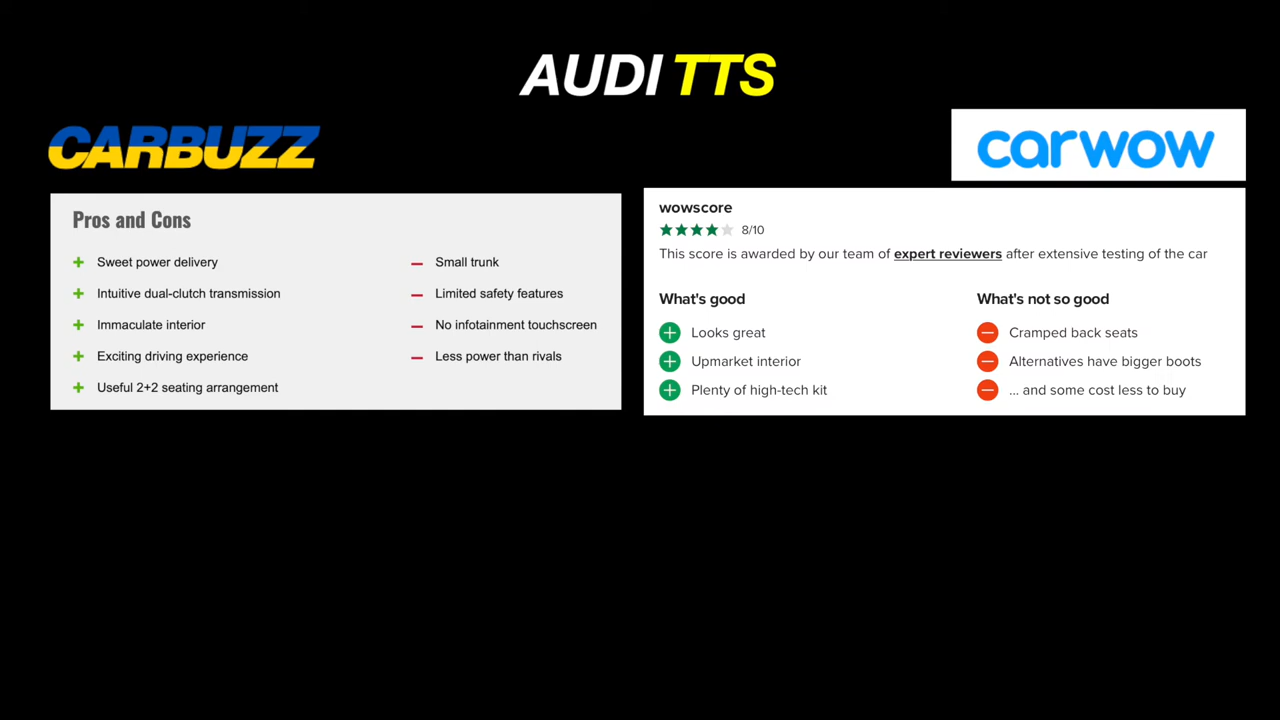 AUDI TTS
CARBUZZ
Pros and Cons
Sweet power delivery
Intuitive dual-clutch transmission
Immaculate interior
Exciting driving experience
Useful 2+2 seating arrangement
Small trunk
Limited safety features
No infotainment touchscreen
Less power than rivals
carwow
wowscore
8/10
This score is awarded by our team of expert reviewers after extensive testing of the car
What's good
Looks great
Upmarket interior
Plenty of high-tech kit
What's not so good
Cramped back seats
Alternatives have bigger boots
... and some cost less to buy